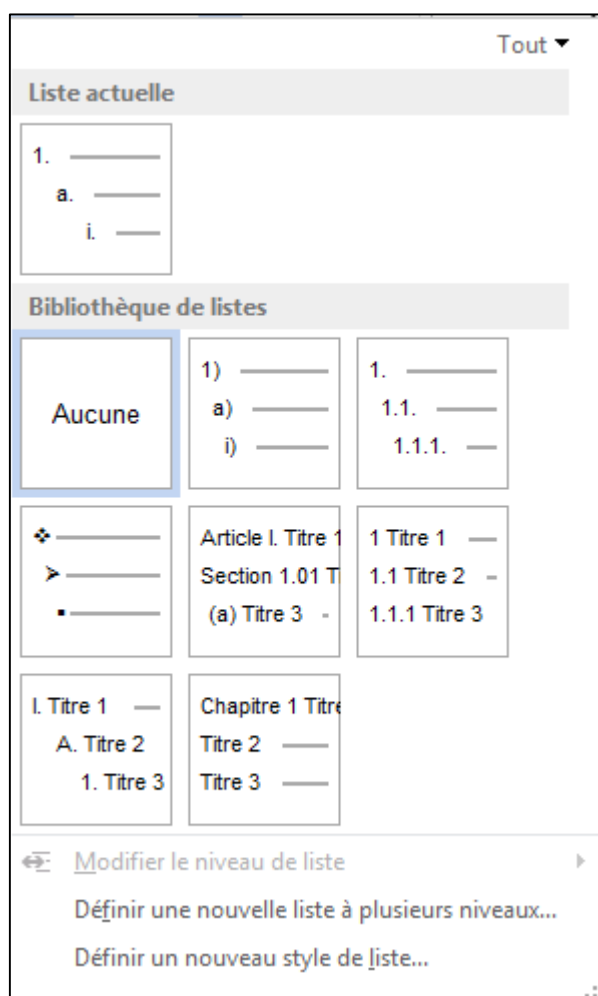 Tout
Liste actuelle
1.
a.
i.
Bibliothèque de listes
Aucune
1)
a)
i)
1.
1.1.
1.1.1.
Article I. Titre 1
Section 1.01 Ti
(a) Titre 3
1 Titre 1
1.1 Titre 2
1.1.1 Titre 3
I. Titre 1
A. Titre 2
1. Titre 3
Chapitre 1 Titre
Titre 2
Titre 3
Modifier le niveau de liste
Définir une nouvelle liste à plusieurs niveaux...
Définir un nouveau style de liste...